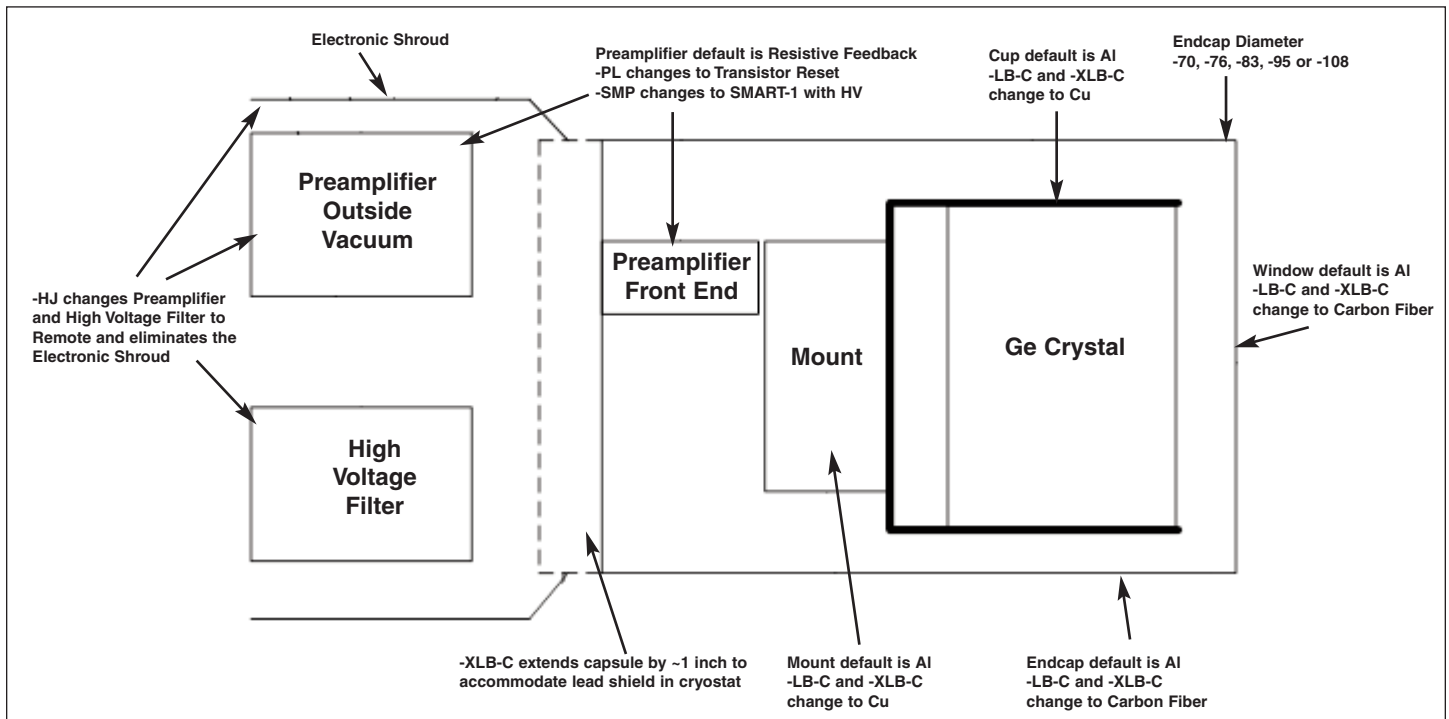 Electronic Shroud
Preamplifier default is Resistive Feedback
-PL changes to Transistor Reset
-SMP changes to SMART-1 with HV
Cup default is Al
-LB-C and -XLB-C
change to Cu
Endcap Diameter
-70, -76, -83, -95 or -108
Preamplifier
Outside
Vacuum
Preamplifier
Front End
Mount
Ge Crystal
Window default is Al
-LB-C and -XLB-C
change to Carbon Fiber
-HJ changes Preamplifier
and High Voltage Filter to
Remote and eliminates the
Electronic Shroud
High
Voltage
Filter
-XLB-C extends capsule by ~1 inch to
accommodate lead shield in cryostat
Mount default is Al
-LB-C and -XLB-C
change to Cu
Endcap default is Al
-LB-C and -XLB-C
change to Carbon Fiber